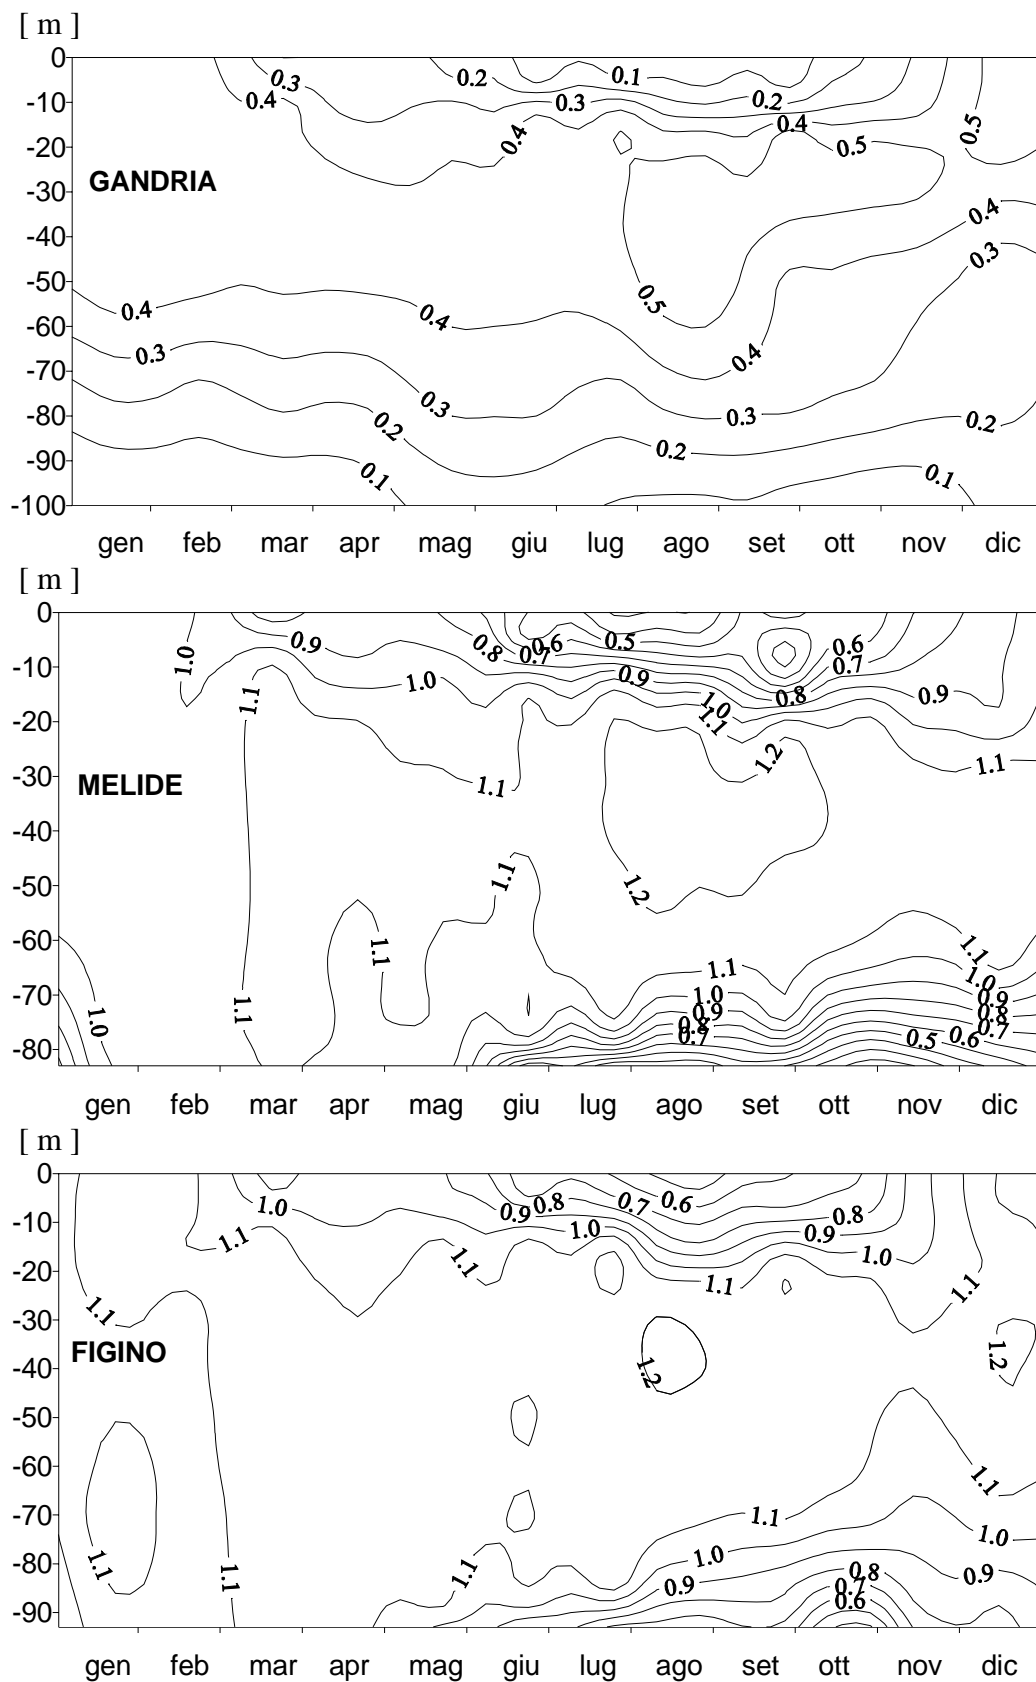 [ m ]
0
0.3 0.2 0.1
-10 0.4 0.3 0.2
0.4 0.4 0.5 0.5
-20
GANDRIA
-30
0.4
-40
0.3
-50
0.4 0.4 0.5
-60
0.3 0.4
-70
0.3
-80 0.2 0.3 0.2
0.2
-90 0.1 0.1
-100
gen feb mar apr mag giu lug ago set ott nov dic
[ m ]
0
0.9 0.8 0.6 0.5 0.6
0.7 0.7
-10 1.0 1.0 0.9
1.1 1.0 0.8 0.9
-20 1.1
1.2 1.1
-30 1.1
MELIDE
-40
1.1
-50 1.2
-60
1.1 1.1 1.1
1.0
-70 1.1 1.0 0.9
1.0 0.9 0.8
0.8 0.7
-80 0.7 0.5 0.6
gen feb mar apr mag giu lug ago set ott nov dic
[ m ]
0
1.0 0.8 0.7 0.6
-10 0.9 0.8
1.1 1.0 0.9
1.1 1.0
-20 1.1 1.1
1.1
-30
FIGINO 1.2
1.2
-40
-50
-60
1.1
-70 1.1
1.0
-80 1.1 1.1 1.1 1.0 0.8
0.9 0.7 0.9
-90 0.6
gen feb mar apr mag giu lug ago set ott nov dic